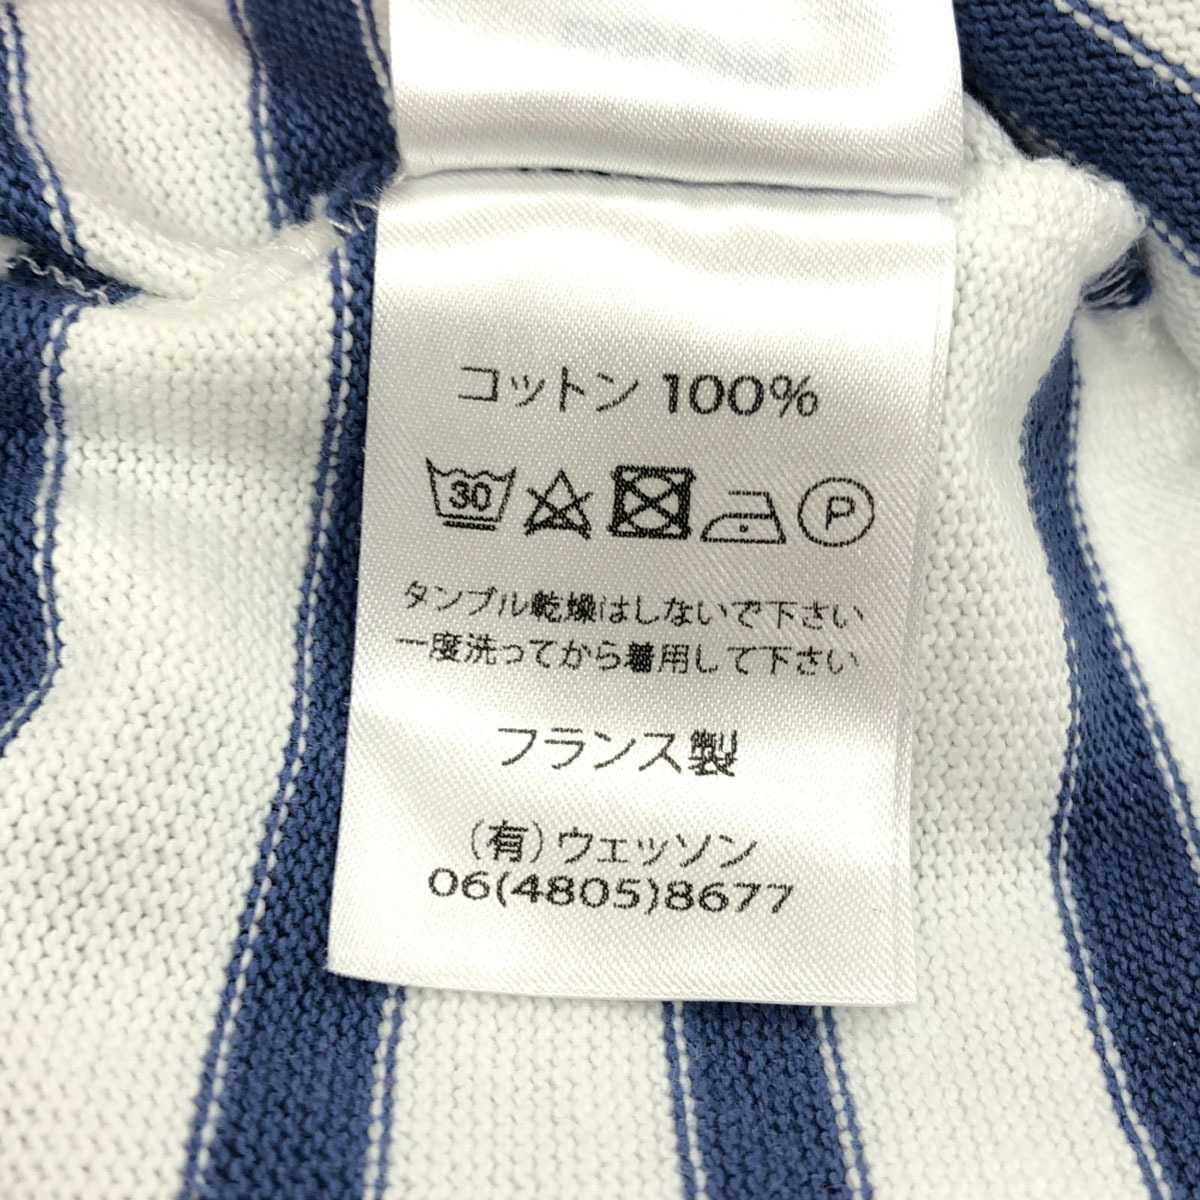 コットン 100%
30 P
タンブル乾燥はしないで下さい
一度洗ってから着用して下さい
フランス製
(有) ウェッソン
06(4805)8677